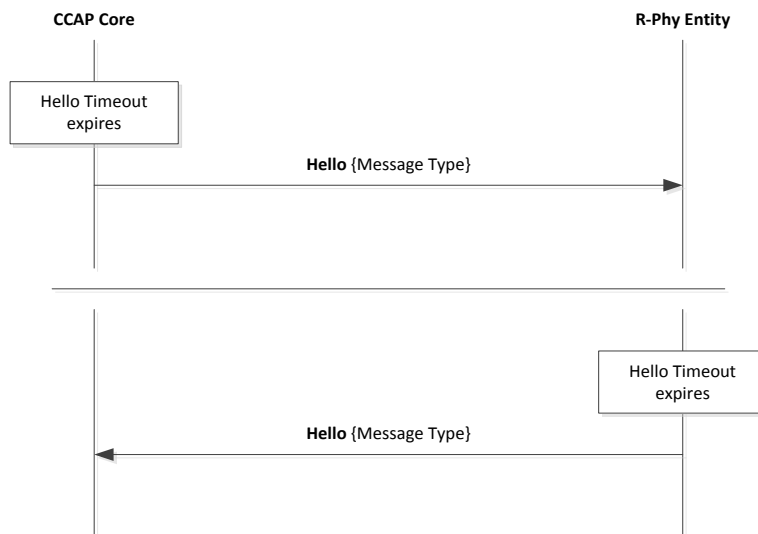 CCAP Core
R-Phy Entity
Hello Timeout
expires
Hello {Message Type}
Hello Timeout
expires
Hello {Message Type}